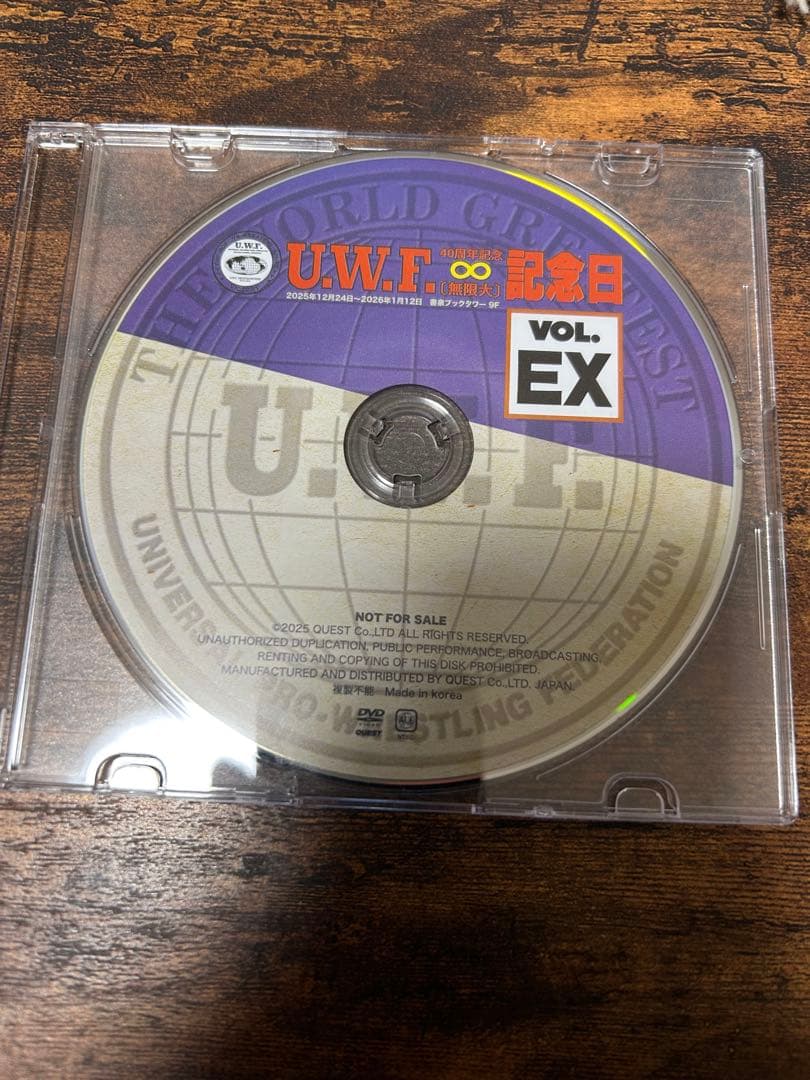 THE WORLD GREATEST
U.W.F.
U.W.F. 40周年記念 ∞ 〔無限大〕 記念日
2025年12月24日〜2026年1月12日 書泉ブックタワー 9F
VOL.
EX
U.W.F.
NOT FOR SALE
©2025 QUEST Co.,LTD ALL RIGHTS RESERVED.
UNAUTHORIZED DUPLICATION, PUBLIC PERFORMANCE, BROADCASTING,
RENTING AND COPYING OF THIS DISK PROHIBITED.
MANUFACTURED AND DISTRIBUTED BY QUEST Co.,LTD. JAPAN.
複製不能 Made in korea
DVD
QUEST
ALL
NTSC
UNIVERSAL PRO-WRESTLING FEDERATION